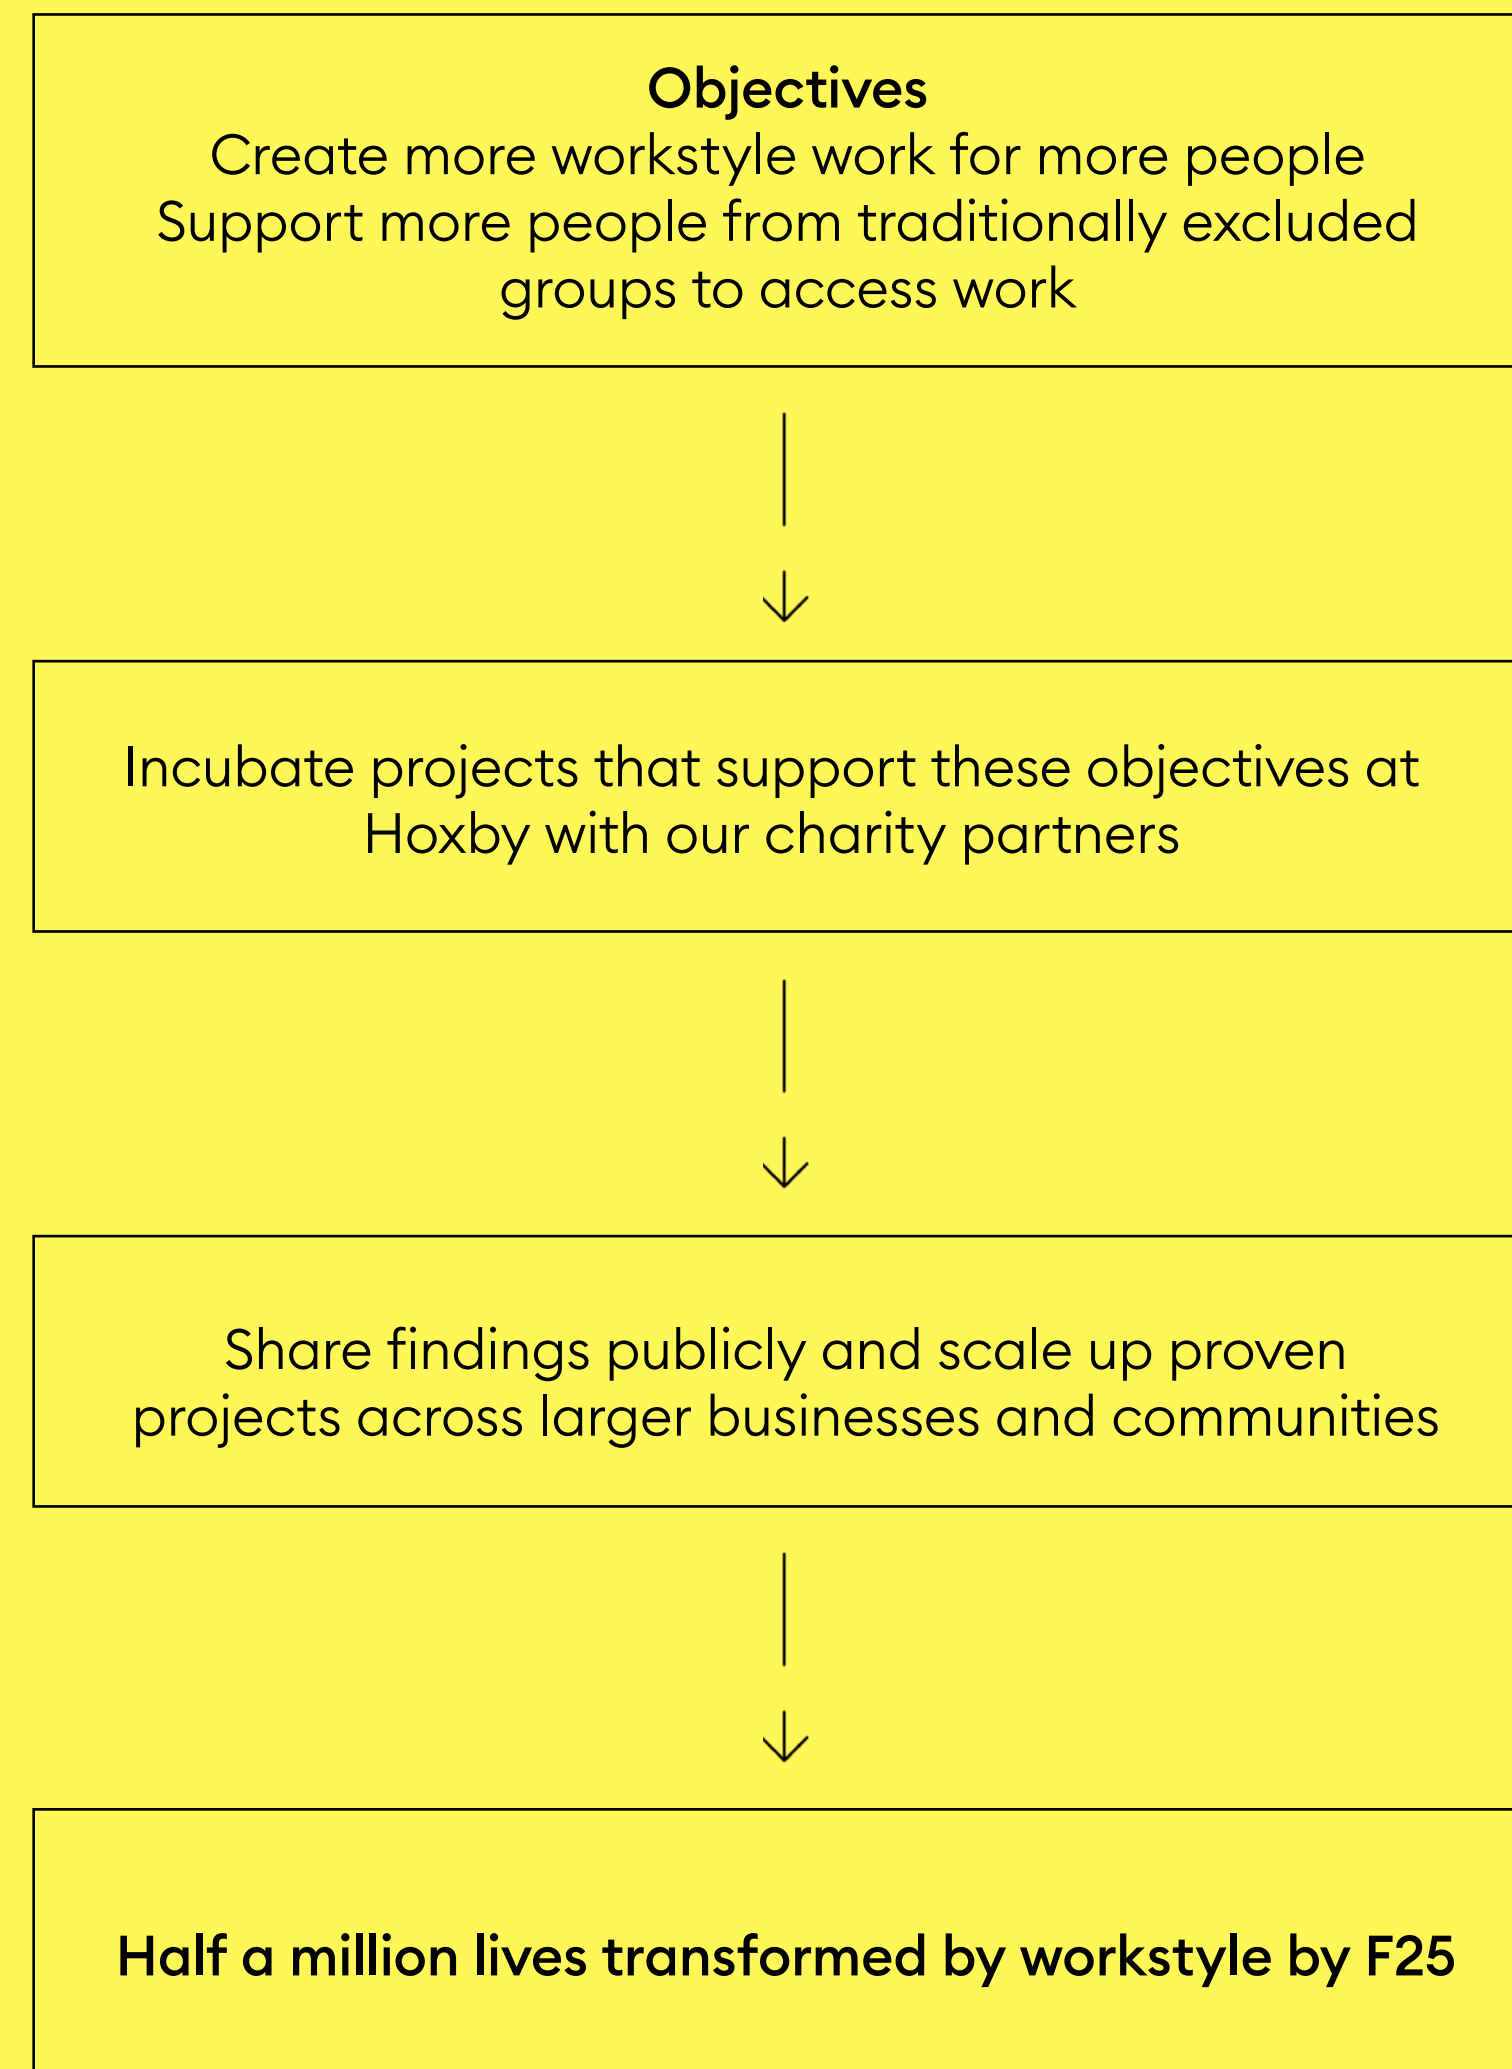 Objectives
Create more workstyle work for more people
Support more people from traditionally excluded
groups to access work
Incubate projects that support these objectives at
Hoxby with our charity partners
Share findings publicly and scale up proven
projects across larger businesses and communities
Half a million lives transformed by workstyle by F25